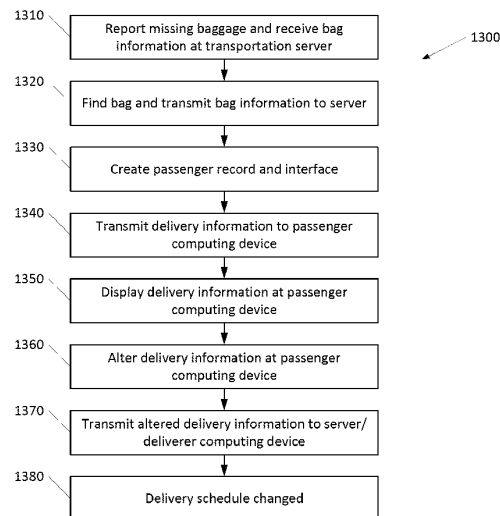 1310
Report missing baggage and receive bag
information at transportation server
1300
1320
Find bag and transmit bag information to server
1330
Create passenger record and interface
1340
Transmit delivery information to passenger
computing device
1350
Display delivery information at passenger
computing device
1360
Alter delivery information at passenger
computing device
1370
Transmit altered delivery information to server/
deliverer computing device
1380
Delivery schedule changed